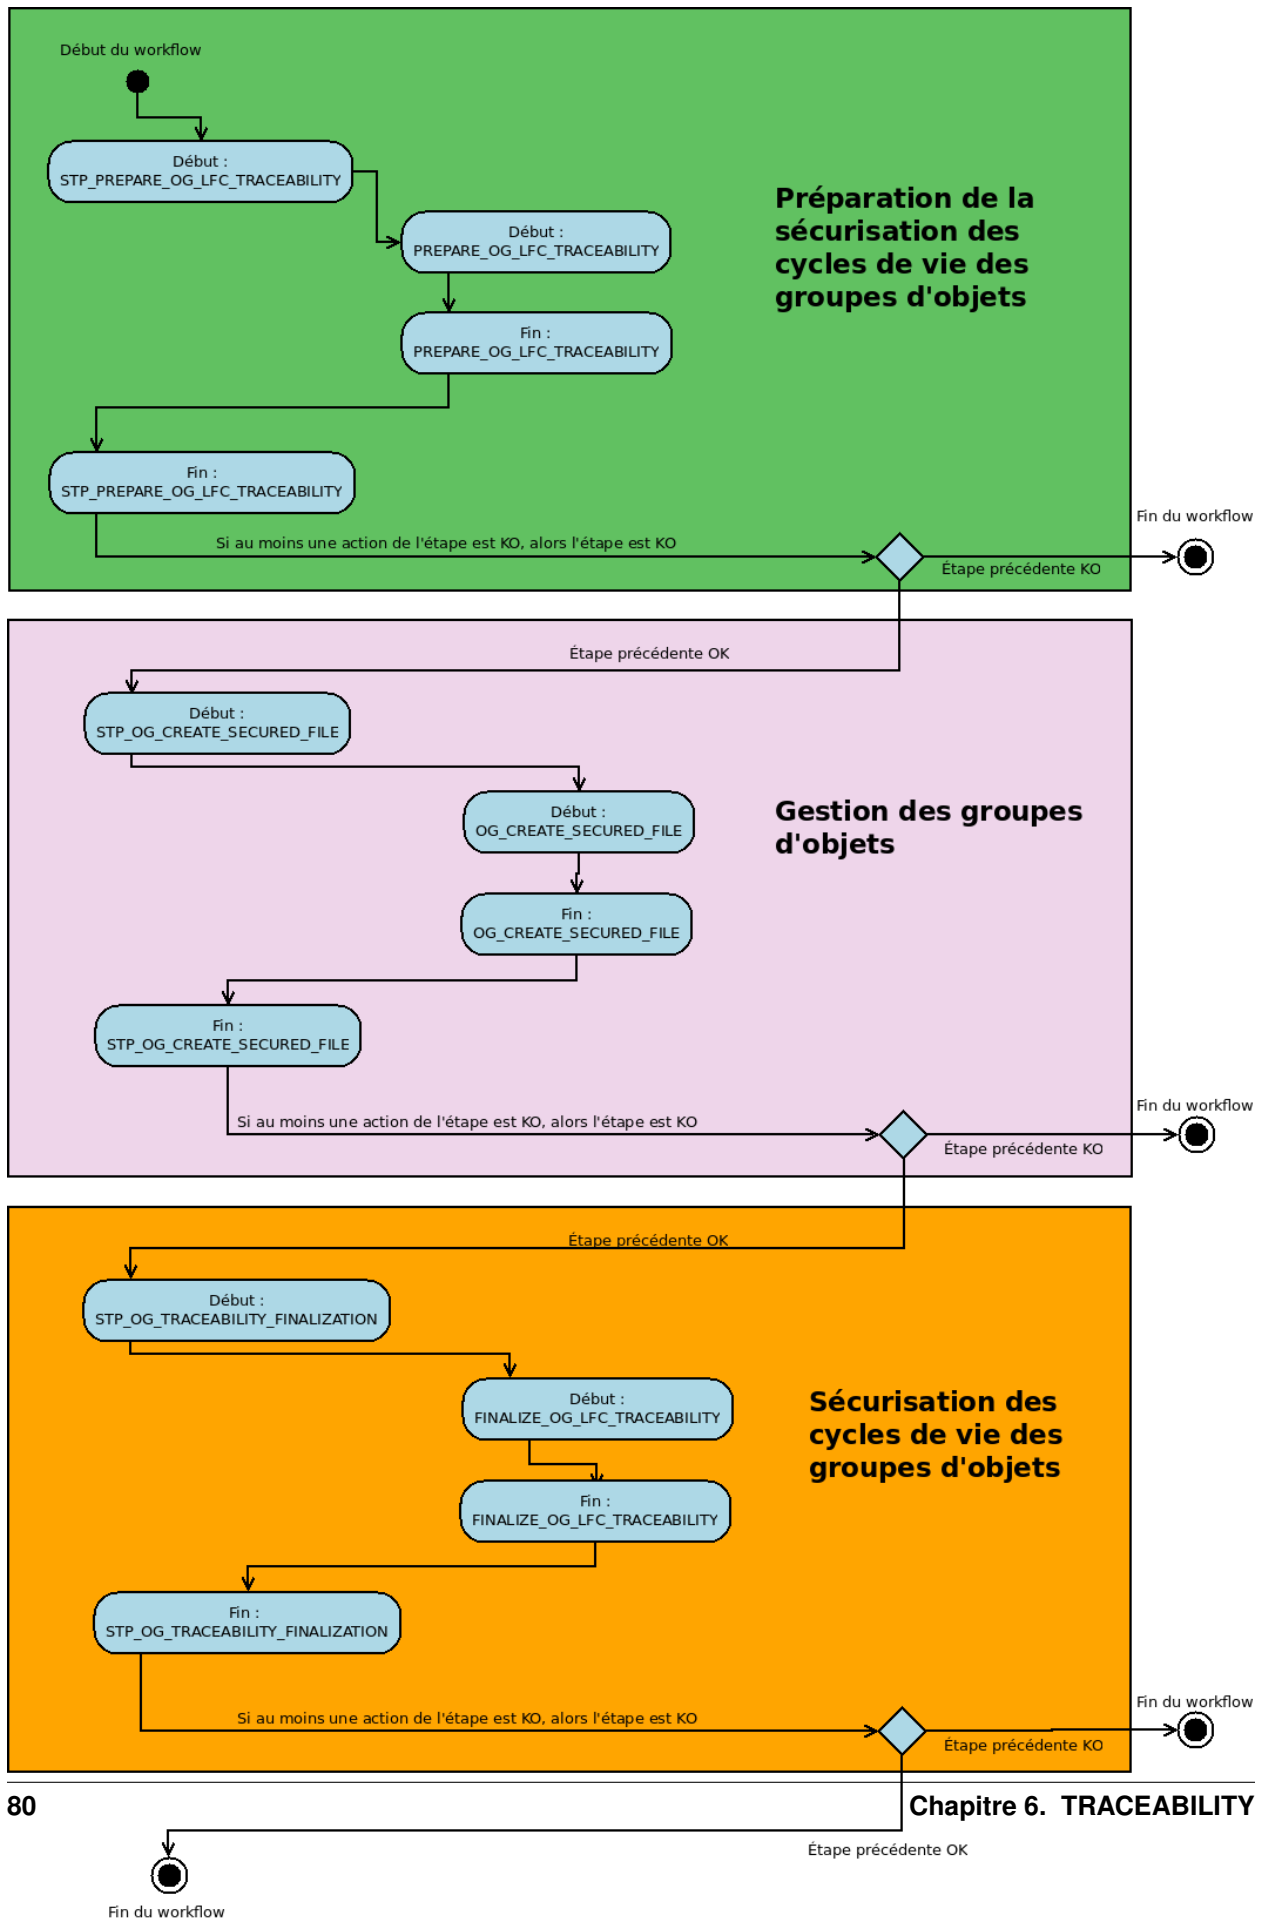 Début du workflow
Début :
STP_PREPARE_OG_LFC_TRACEABILITY
Début :
PREPARE_OG_LFC_TRACEABILITY
Préparation de la
sécurisation des
cycles de vie des
groupes d'objets
Fin :
PREPARE_OG_LFC_TRACEABILITY
Fin :
STP_PREPARE_OG_LFC_TRACEABILITY
Si au moins une action de l'étape est KO, alors l'étape est KO
Étape précédente KO
Fin du workflow
Étape précédente OK
Début :
STP_OG_CREATE_SECURED_FILE
Début :
OG_CREATE_SECURED_FILE
Gestion des groupes
d'objets
Fin :
OG_CREATE_SECURED_FILE
Fin :
STP_OG_CREATE_SECURED_FILE
Si au moins une action de l'étape est KO, alors l'étape est KO
Étape précédente KO
Fin du workflow
Étape précédente OK
Début :
STP_OG_TRACEABILITY_FINALIZATION
Début :
FINALIZE_OG_LFC_TRACEABILITY
Sécurisation des
cycles de vie des
groupes d'objets
Fin :
FINALIZE_OG_LFC_TRACEABILITY
Fin :
STP_OG_TRACEABILITY_FINALIZATION
Si au moins une action de l'étape est KO, alors l'étape est KO
Étape précédente KO
Fin du workflow
80
Chapitre 6. TRACEABILITY
Étape précédente OK
Fin du workflow